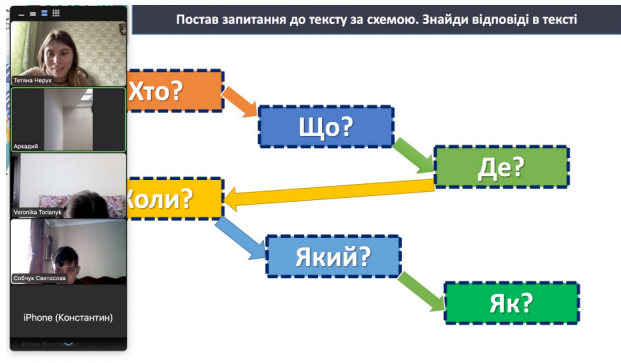 Постав запитання до тексту за схемою. Знайди відповіді в тексті
Тетяна Нерух
Аркадий
Veronika Torianyk
Собчук Святослав
iPhone (Константин)
Хто?
Що?
Де?
Коли?
Який?
Як?